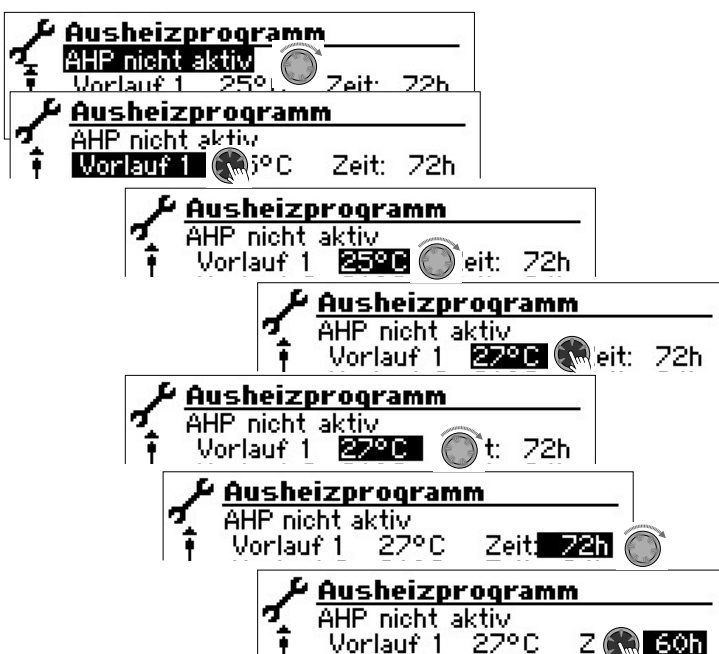 Ausheizprogramm
AHP nicht aktiv
Vorlauf 1 25° Zeit: 72h
Ausheizprogramm
AHP nicht aktiv
Vorlauf 1 5°C Zeit: 72h
Ausheizprogramm
AHP nicht aktiv
Vorlauf 1 25°C eit: 72h
Ausheizprogramm
AHP nicht aktiv
Vorlauf 1 27°C eit: 72h
Ausheizprogramm
AHP nicht aktiv
Vorlauf 1 27°C t: 72h
Ausheizprogramm
AHP nicht aktiv
Vorlauf 1 27°C Zeit: 72h
Ausheizprogramm
AHP nicht aktiv
Vorlauf 1 27°C Z 60h